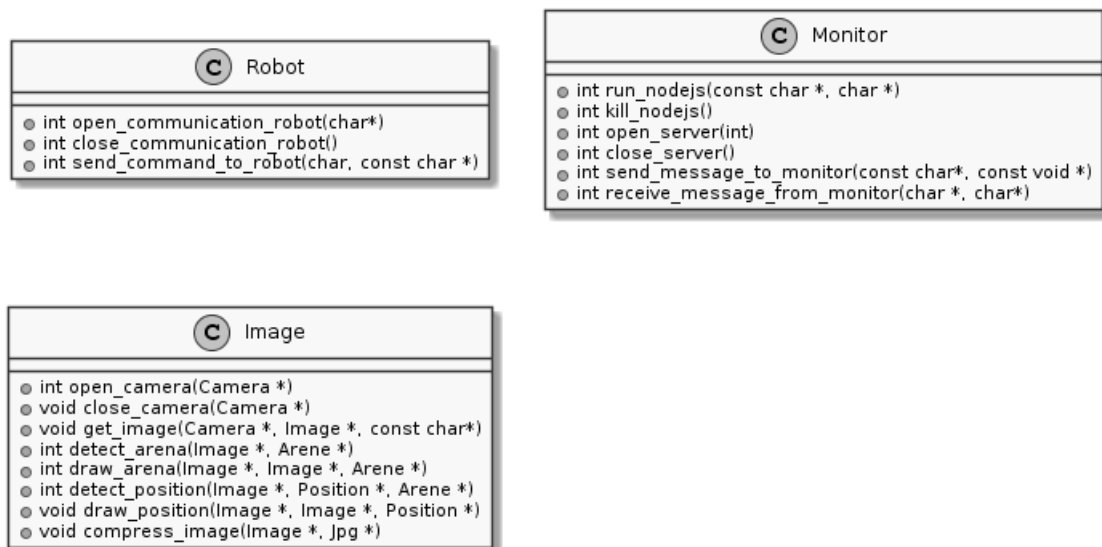 C Robot
int open_communication_robot(char*)
int close_communication_robot()
int send_command_to_robot(char, const char *)
C Monitor
int run_nodejs(const char *, char *)
int kill_nodejs()
int open_server(int)
int close_server()
int send_message_to_monitor(const char*, const void *)
int receive_message_from_monitor(char *, char*)
C Image
int open_camera(Camera *)
void close_camera(Camera *)
void get_image(Camera *, Image *, const char*)
int detect_arena(Image *, Arene *)
int draw_arena(Image *, Image *, Arene *)
int detect_position(Image *, Position *, Arene *)
void draw_position(Image *, Image *, Position *)
void compress_image(Image *, Jpg *)